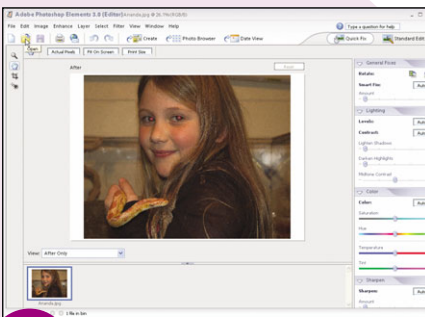 Adobe Photoshop Elements 3.0 (Editor)
File Edit Image Enhance Layer Select Filter View Window Help
Type a question for help
Create Photo Browser Date View Quick Fix Standard Edit
Open
Actual Pixels Fit On Screen Print Size
After
Reset
General Fixes
Rotate:
Smart Fix: Auto
Amount
Lighting
Levels: Auto
Contrast: Auto
Lighten Shadows
Darken Highlights
Midtone Contrast
Color
Color: Auto
Saturation
Hue
Temperature
Tint
Sharpen
Sharpen: Auto
Amount
View: After Only
1 file in bin